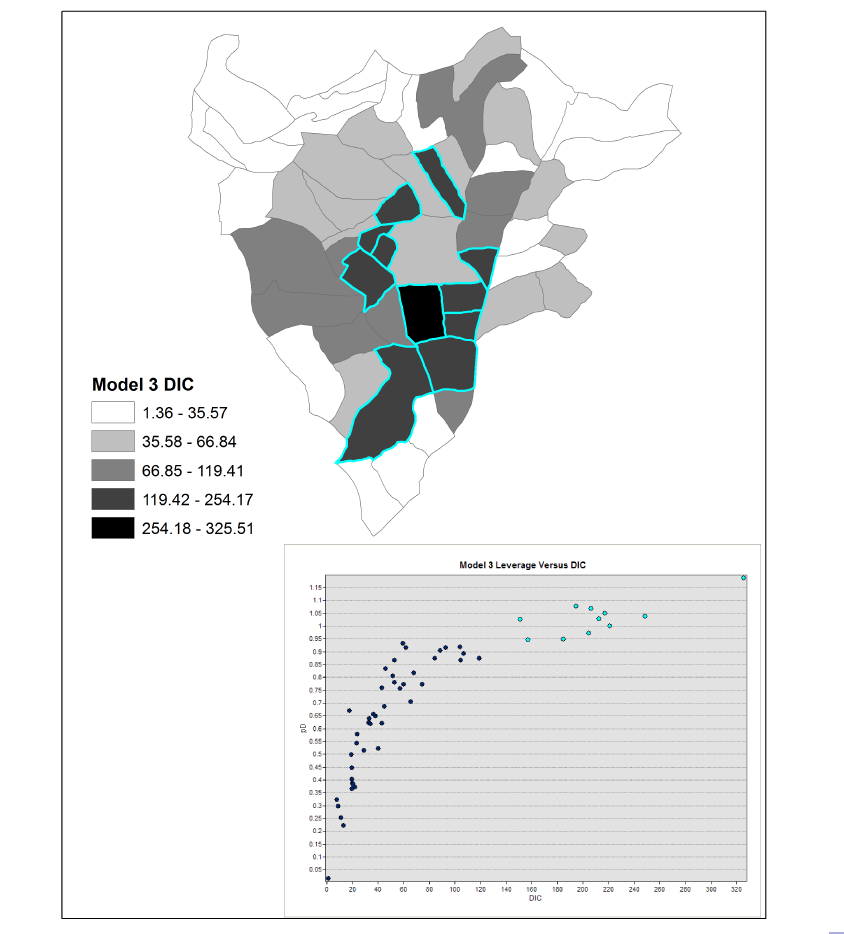 Model 3 DIC
1.36 - 35.57
35.58 - 66.84
66.85 - 119.41
119.42 - 254.17
254.18 - 325.51
Model 3 Leverage Versus DIC
1.15
1.1
1.05
1
0.95
0.9
0.85
0.8
0.75
0.7
0.65
0.6
0.55
0.5
0.45
0.4
0.35
0.3
0.25
0.2
0.15
0.1
0.05
pD
0 20 40 60 80 100 120 140 160 180 200 220 240 260 280 300 320
DIC